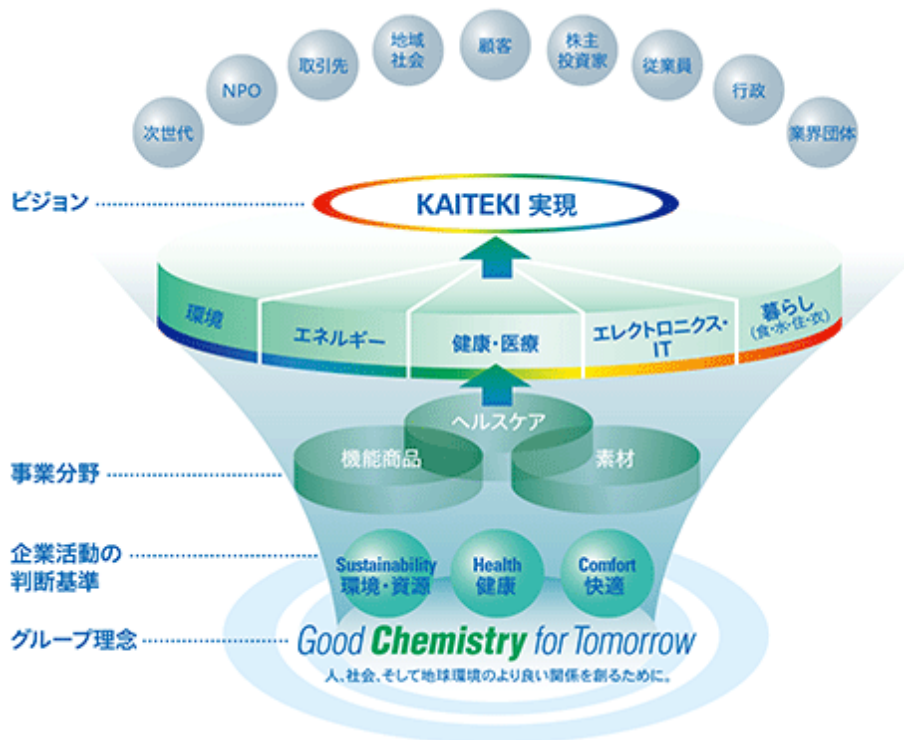 次世代
NPO
取引先
地域
社会
顧客
株主
投資家
従業員
行政
業界団体
ビジョン
KAITEKI 実現
環境
エネルギー
健康・医療
エレクトロニクス・
IT
暮らし
(食・水・住・衣)
ヘルスケア
機能商品
素材
事業分野
企業活動の
判断基準
Sustainability
環境・資源
Health
健康
Comfort
快適
グループ理念
Good Chemistry for Tomorrow
人、社会、そして地球環境のより良い関係を創るために。